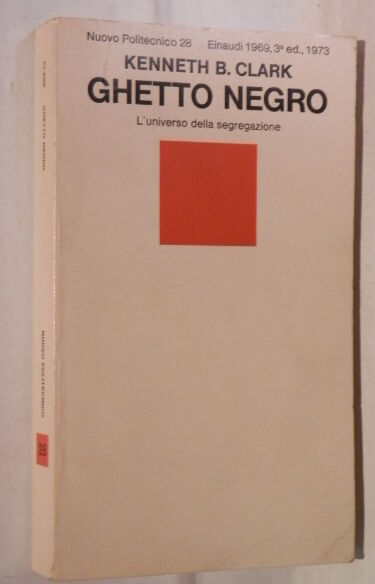 Nuovo Politecnico 28 Einaudi 1969, 3ª ed., 1973
KENNETH B. CLARK
GHETTO NEGRO
L'universo della segregazione
CLARK GHETTO NEGRO
NUOVO POLITECNICO
28